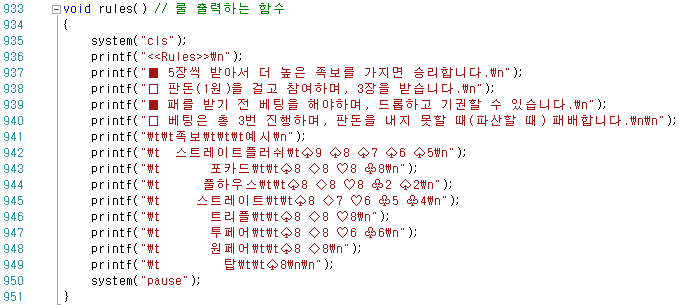 933 void rules() // 룰 출력하는 함수
934 {
935 system("cls");
936 printf("<<Rules>>₩n");
937 printf("■ 5장씩 받아서 더 높은 족보를 가지면 승리합니다.₩n");
938 printf("□ 판돈(1원)을 걸고 참여하며, 3장을 받습니다.₩n");
939 printf("■ 패를 받기 전 베팅을 해야하며, 드롭하고 기권할 수 있습니다.₩n");
940 printf("□ 베팅은 총 3번 진행하며, 판돈을 내지 못할 때(파산할 때) 패배합니다.₩n₩n");
941 printf("₩t₩t족보₩t₩t₩t예시₩n");
942 printf("₩t 스트레이트플러쉬₩t♤9 ♤8 ♤7 ♤6 ♤5₩n");
943 printf("₩t 포카드₩t₩t♤8 ◇8 ♡8 ♧8₩n");
944 printf("₩t 풀하우스₩t₩t♤8 ◇8 ♡8 ♧2 ♤2₩n");
945 printf("₩t 스트레이트₩t₩t♤8 ◇7 ♡6 ♧5 ♤4₩n");
946 printf("₩t 트리플₩t₩t♤8 ◇8 ♡8₩n");
947 printf("₩t 투페어₩t₩t♤8 ◇8 ♡6 ♧6₩n");
948 printf("₩t 원페어₩t₩t♤8 ◇8₩n");
949 printf("₩t 탑₩t₩t♤8₩n₩n");
950 system("pause");
951 }